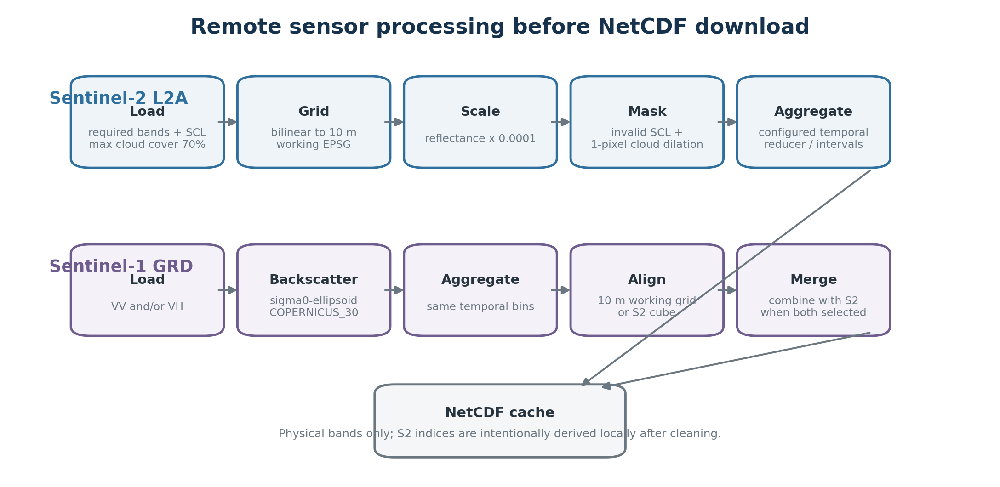 Remote sensor processing before NetCDF download
Sentinel-2 L2A
Load
required bands + SCL
max cloud cover 70%
Grid
bilinear to 10 m
working EPSG
Scale
reflectance x 0.0001
Mask
invalid SCL +
1-pixel cloud dilation
Aggregate
configured temporal
reducer / intervals
Sentinel-1 GRD
Load
VV and/or VH
Backscatter
sigma0-ellipsoid
COPERNICUS_30
Aggregate
same temporal bins
Align
10 m working grid
or S2 cube
Merge
combine with S2
when both selected
NetCDF cache
Physical bands only; S2 indices are intentionally derived locally after cleaning.